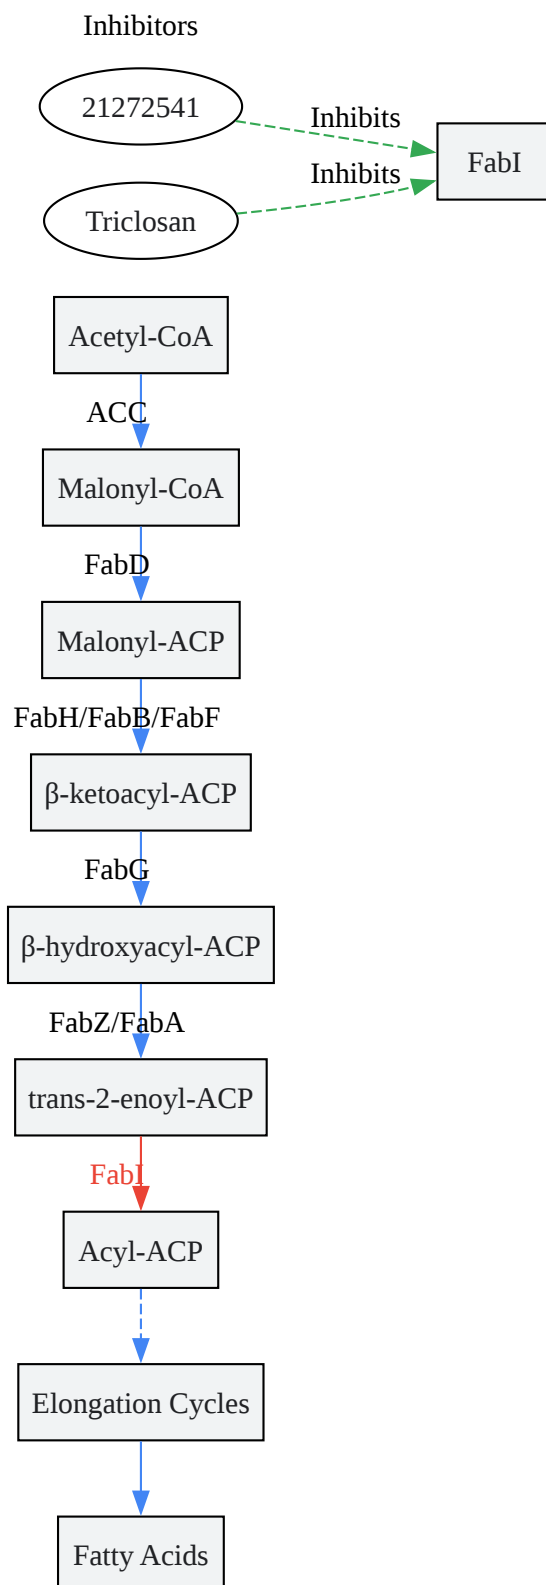 Inhibitors
21272541
Inhibits
FabI
Inhibits
Triclosan
Acetyl-CoA
ACC
Malonyl-CoA
FabD
Malonyl-ACP
FabH/FabB/FabF
β-ketoacyl-ACP
FabG
β-hydroxyacyl-ACP
FabZ/FabA
trans-2-enoyl-ACP
FabI
Acyl-ACP
Elongation Cycles
Fatty Acids